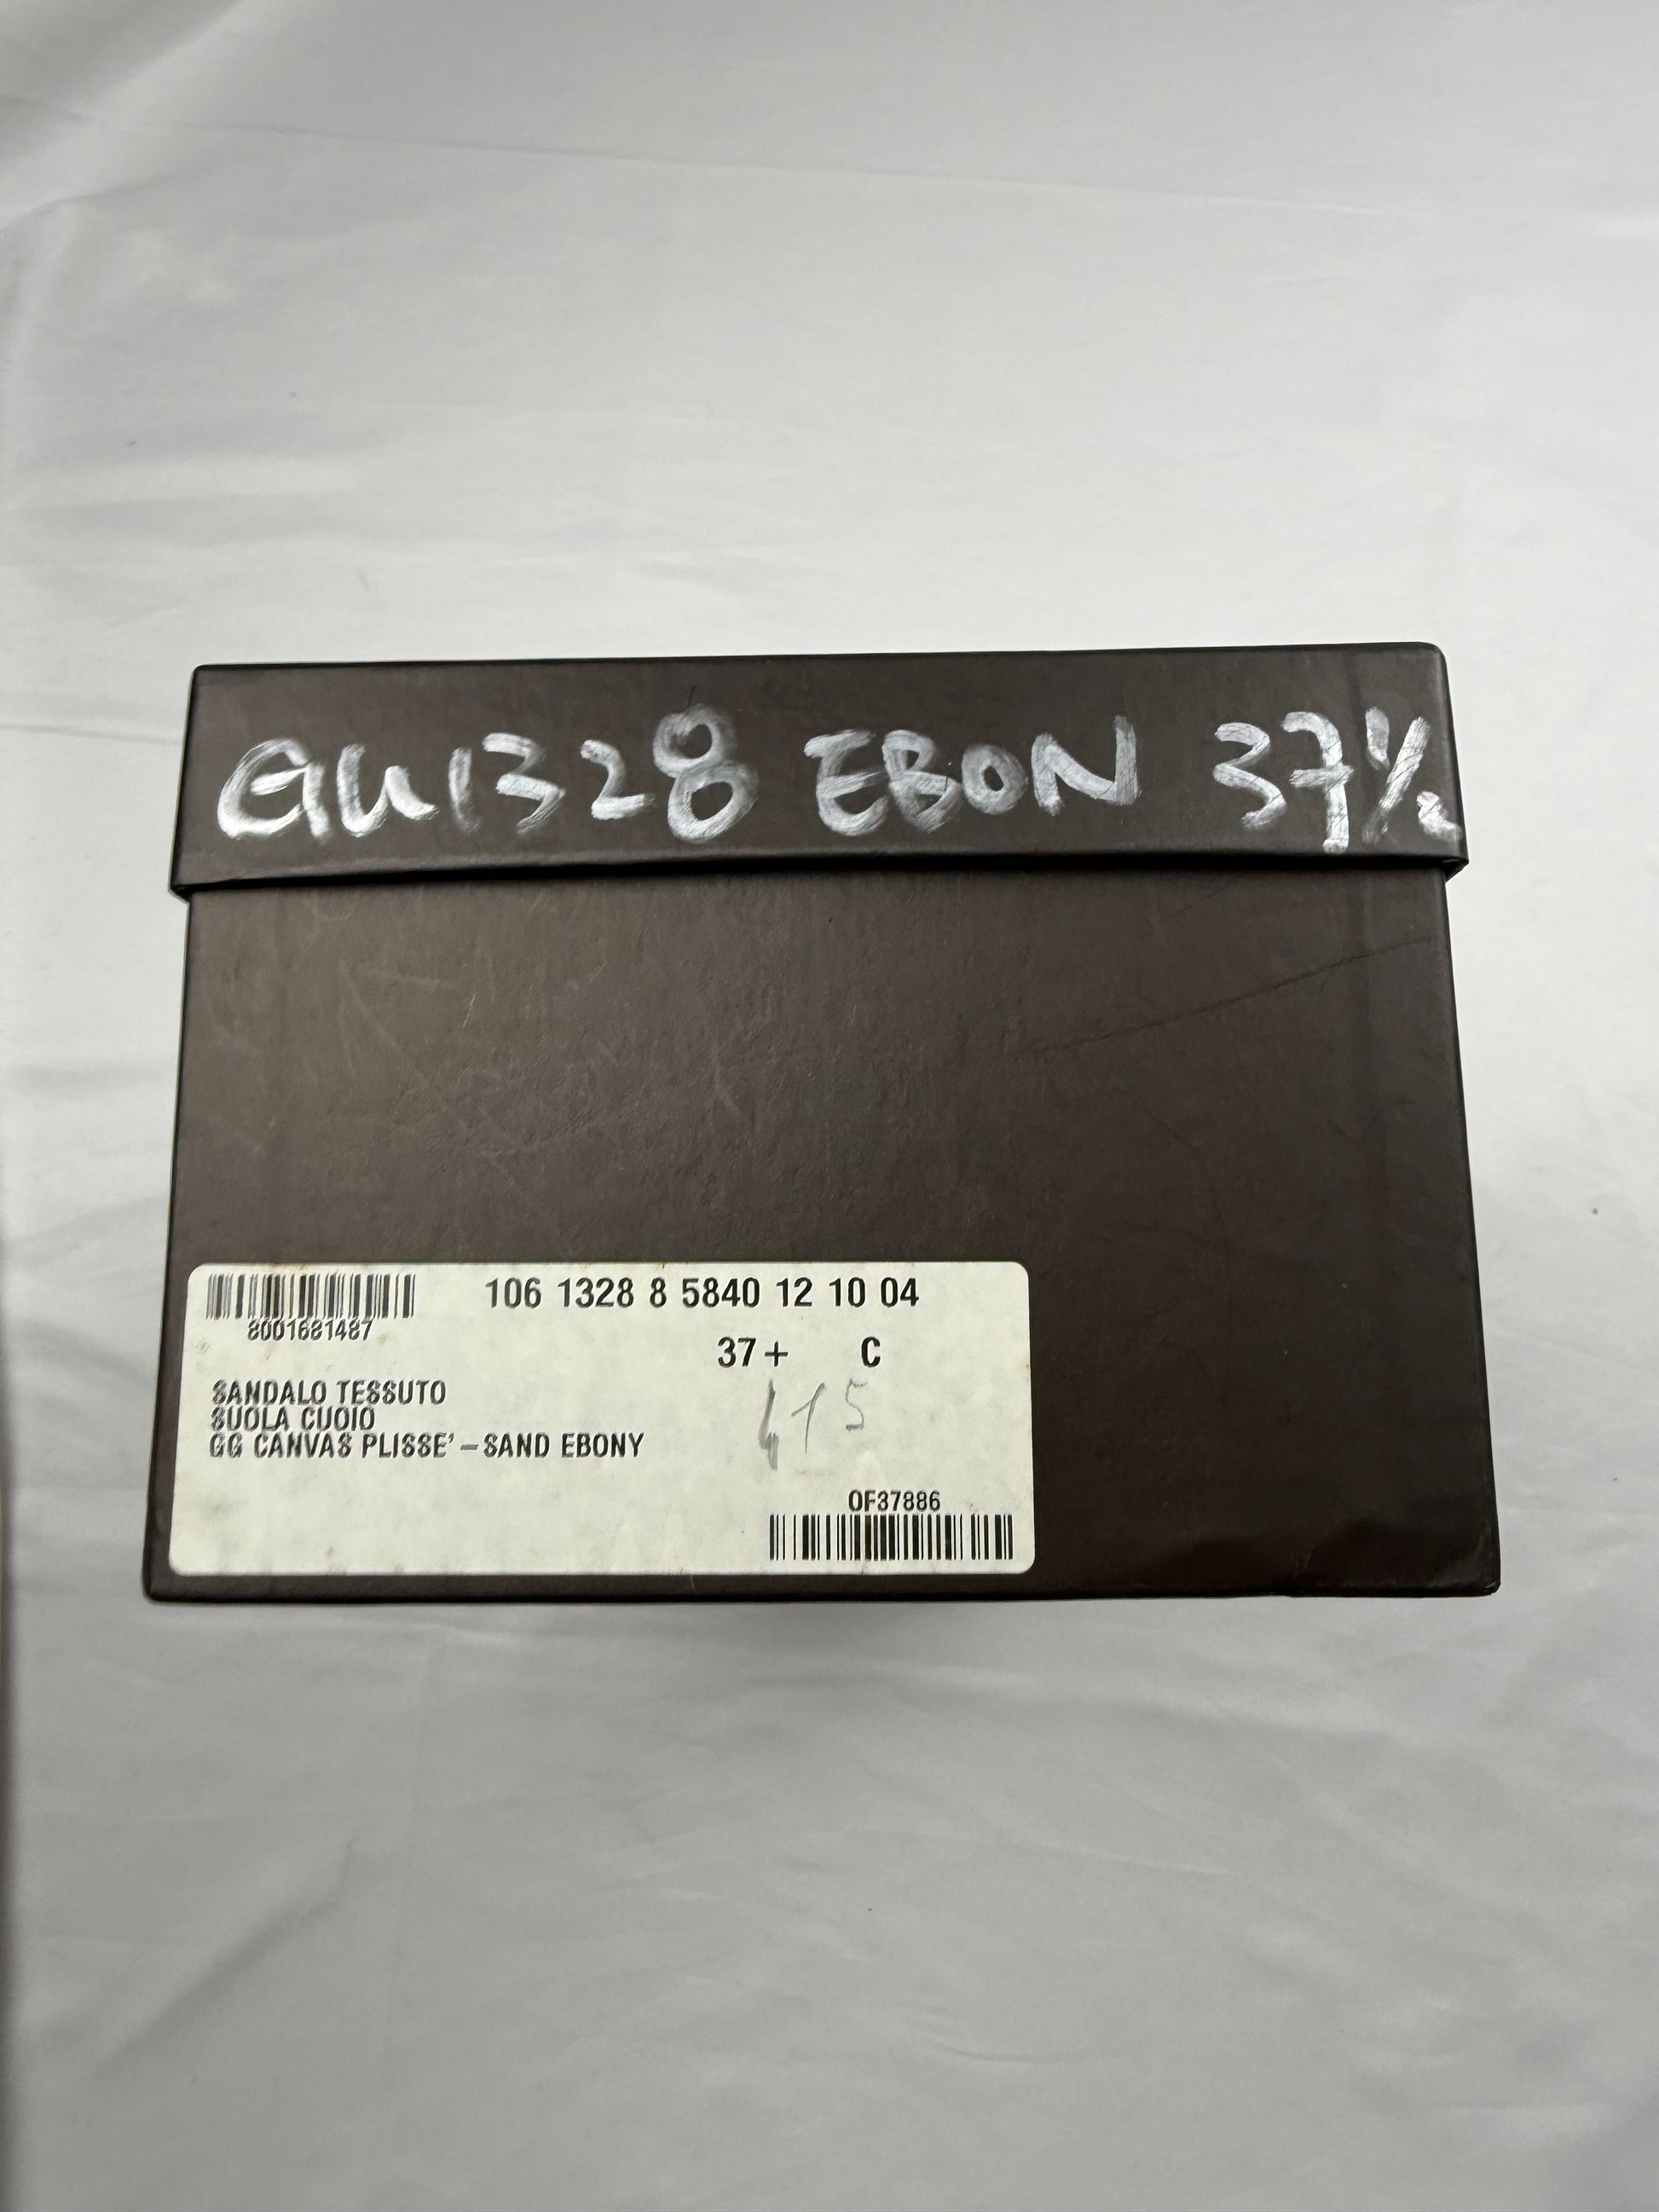 GU1328 EBON 37½
106 1328 8 5840 12 10 04
8001681487
37+ C
SANDALO TESSUTO
SUOLA CUOIO
GG CANVAS PLISSE' - SAND EBONY
415
OF37886